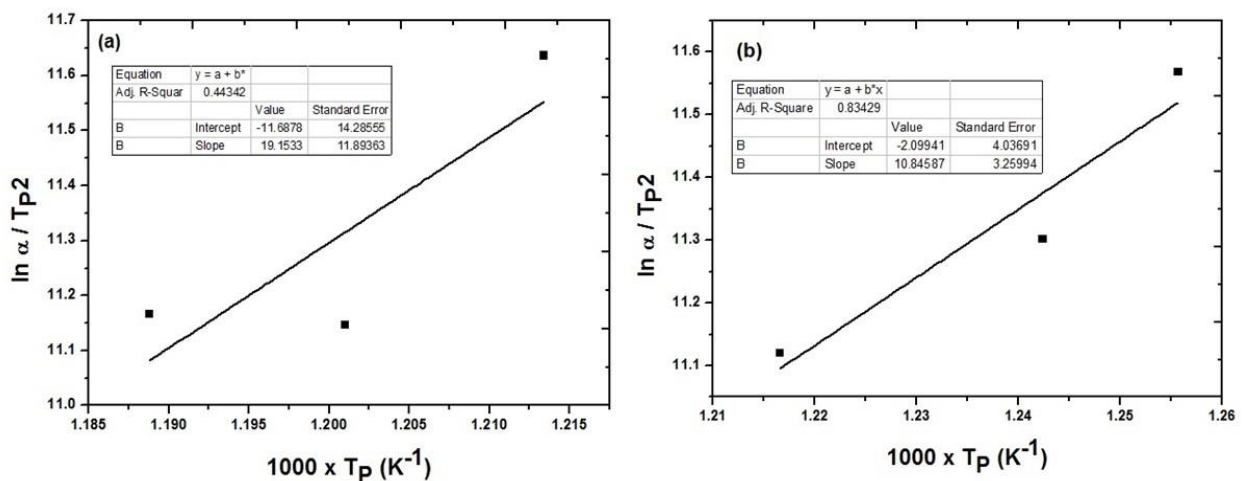 (a)
Equation y = a + b*
Adj. R-Squar 0.44342
Value Standard Error
B Intercept -11.6878 14.28555
B Slope 19.1533 11.89363
11.7
11.6
11.5
11.4
11.3
11.2
11.1
11.0
ln α / TP2
1.185 1.190 1.195 1.200 1.205 1.210 1.215
1000 x TP (K-1)
(b)
Equation y = a + b*x
Adj. R-Square 0.83429
Value Standard Error
B Intercept -2.09941 4.03691
B Slope 10.84587 3.25994
11.6
11.5
11.4
11.3
11.2
11.1
ln α / TP2
1.21 1.22 1.23 1.24 1.25 1.26
1000 x TP (K-1)